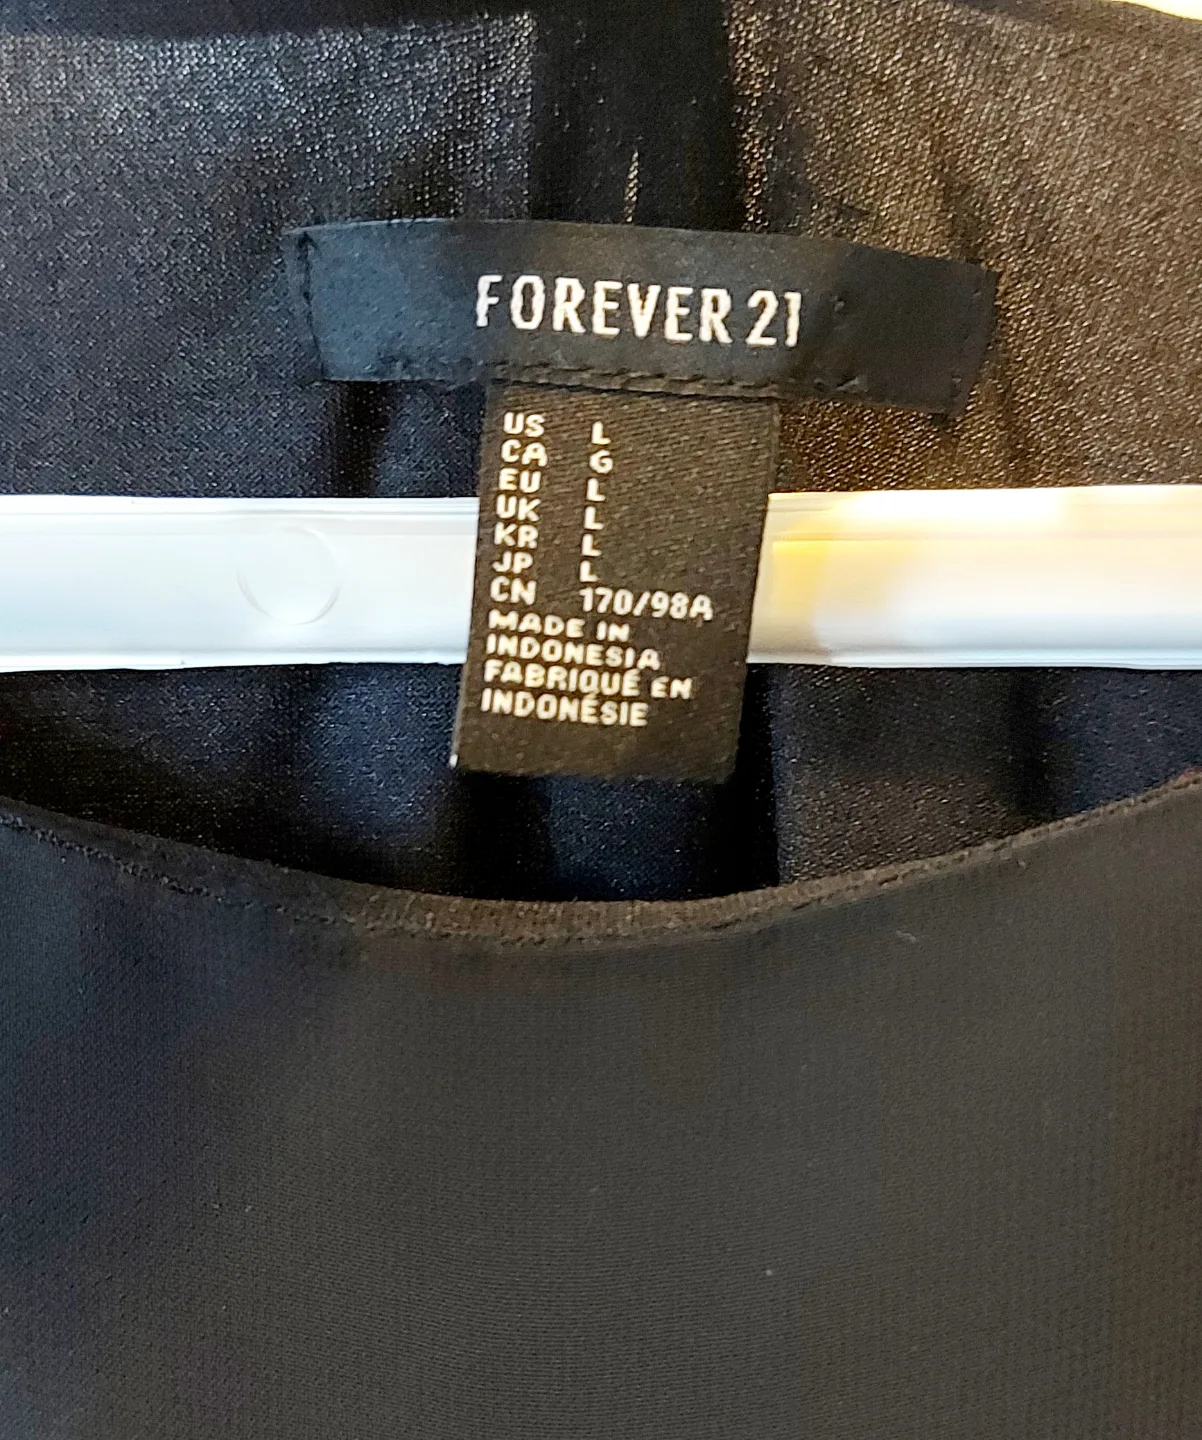 FOREVER 21
US L
CA G
EU L
UK L
KR L
JP L
CN 170/98A
MADE IN
INDONESIA
FABRIQUÉ EN
INDONÉSIE